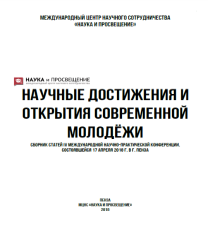 МЕЖДУНАРОДНЫЙ ЦЕНТР НАУЧНОГО СОТРУДНИЧЕСТВА
«НАУКА И ПРОСВЕЩЕНИЕ»
НАУКА И ПРОСВЕЩЕНИЕ
НАУЧНЫЕ ДОСТИЖЕНИЯ И
ОТКРЫТИЯ СОВРЕМЕННОЙ
МОЛОДЁЖИ
СБОРНИК СТАТЕЙ III МЕЖДУНАРОДНОЙ НАУЧНО-ПРАКТИЧЕСКОЙ КОНФЕРЕНЦИИ,
СОСТОЯВШЕЙСЯ 17 АПРЕЛЯ 2018 Г. В Г. ПЕНЗА
ПЕНЗА
МЦНС «НАУКА И ПРОСВЕЩЕНИЕ»
2018